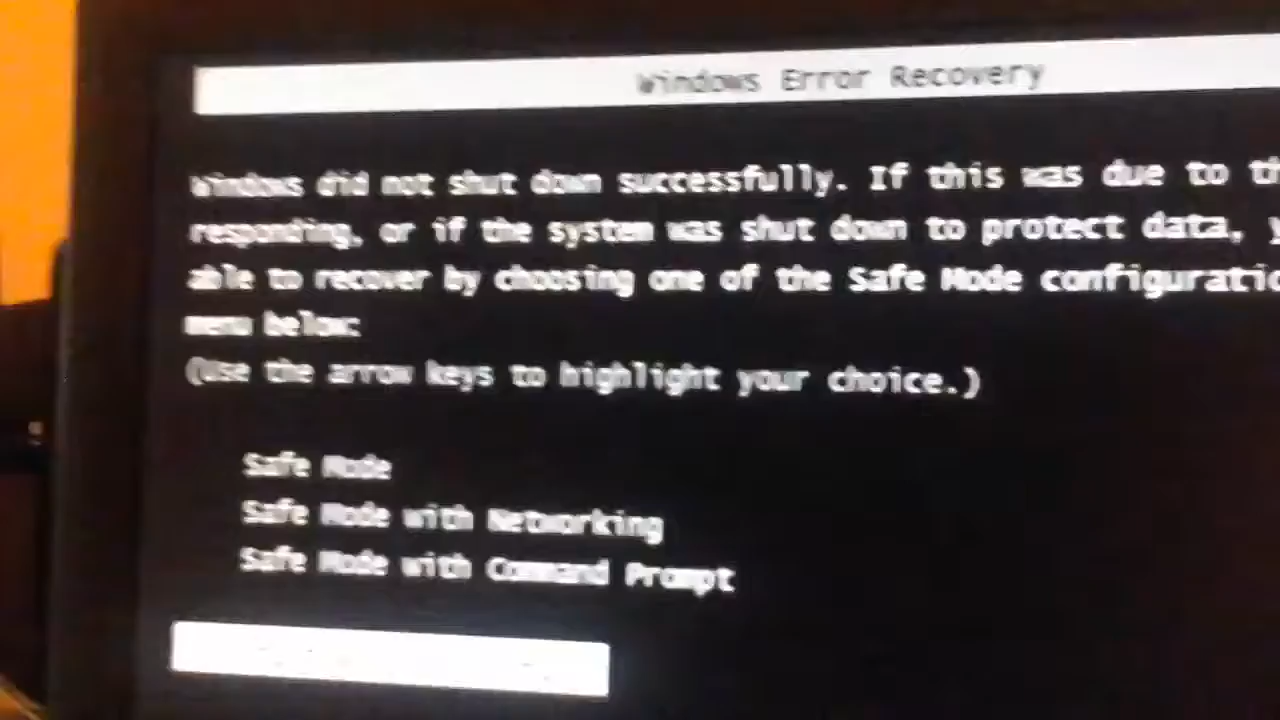 Windows Error Recovery
Windows did not shut down successfully. If this was due to
responding, or if the system was shut down to protect data,
able to recover by choosing one of the Safe Mode
menu below:
(Use the arrow keys to highlight your choice.)
Safe Mode
Safe Mode with Networking
Safe Mode with Command Prompt